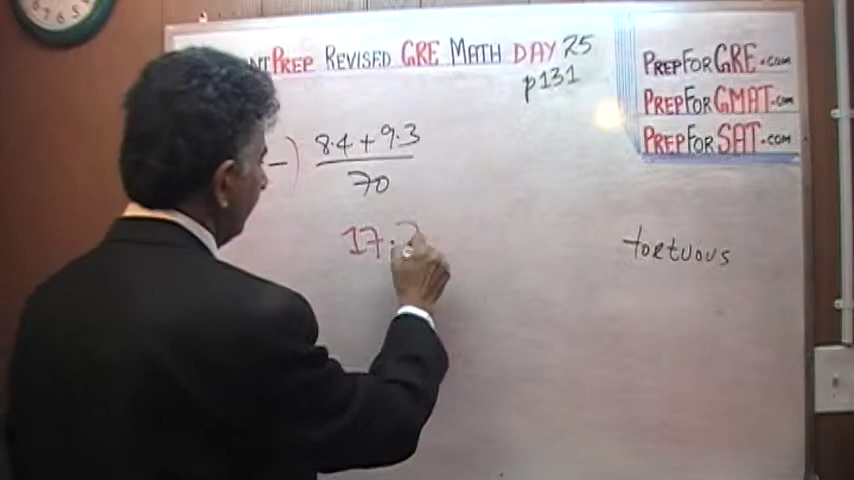 PREP REVISED GRE MATH DAY 25
p131
PREPFORGRE.com
PREPFORGMAT.com
PREPFORSAT.com
8.4 + 9.3
70
17.
tortuous